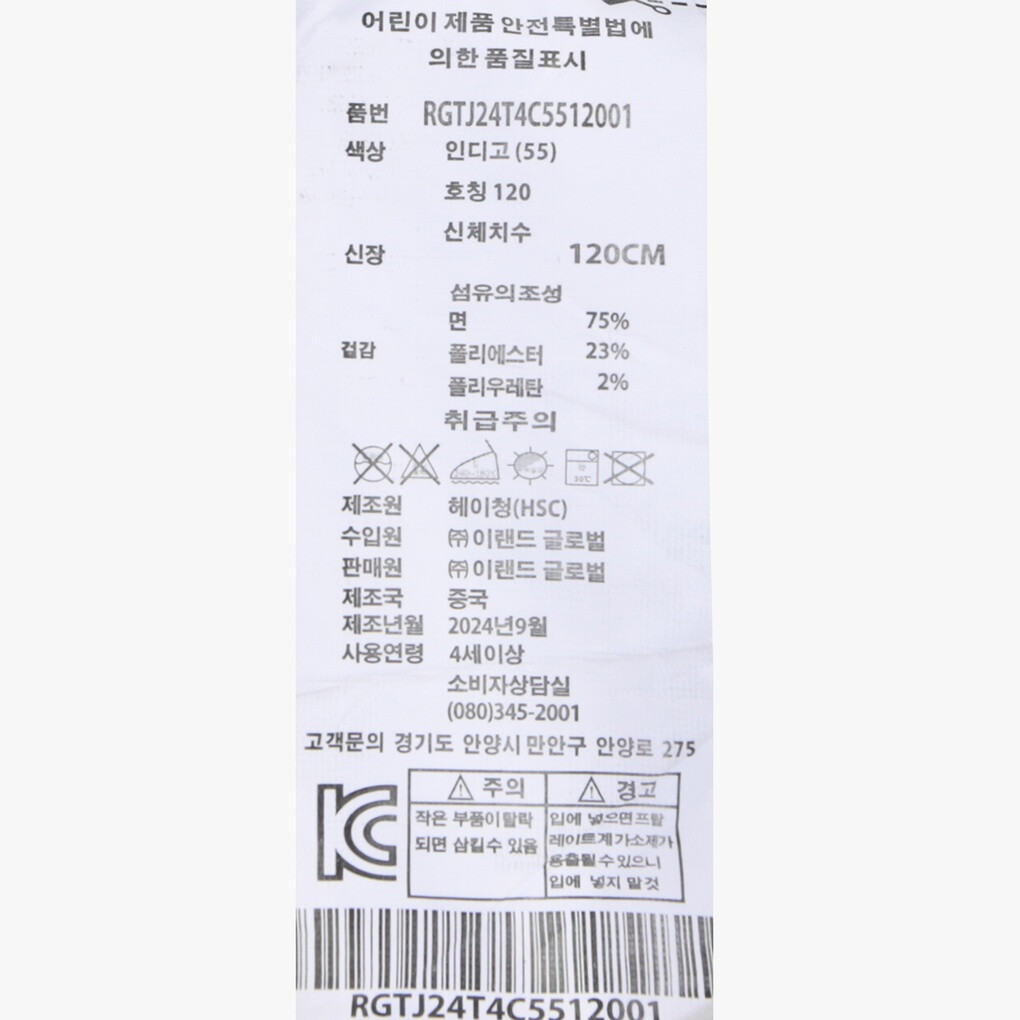 어린이 제품 안전특별법에
의한 품질표시
품번 RGTJ24T4C5512001
색상 인디고 (55)
호칭 120
신체치수
신장 120CM
섬유의조성
면 75%
겉감 폴리에스터 23%
폴리우레탄 2%
취급주의
약 30℃
제조원 헤이청(HSC)
수입원 ㈜이랜드 글로벌
판매원 ㈜이랜드 글로벌
제조국 중국
제조년월 2024년9월
사용연령 4세이상
소비자상담실
(080)345-2001
고객문의 경기도 안양시 만안구 안양로 275
KC
주의
작은 부품이탈락
되면 삼킬수 있음
경고
입에 넣으면프탈
레이트계가소제가
용출될 수 있으니
입에 넣지 말것
RGTJ24T4C5512001